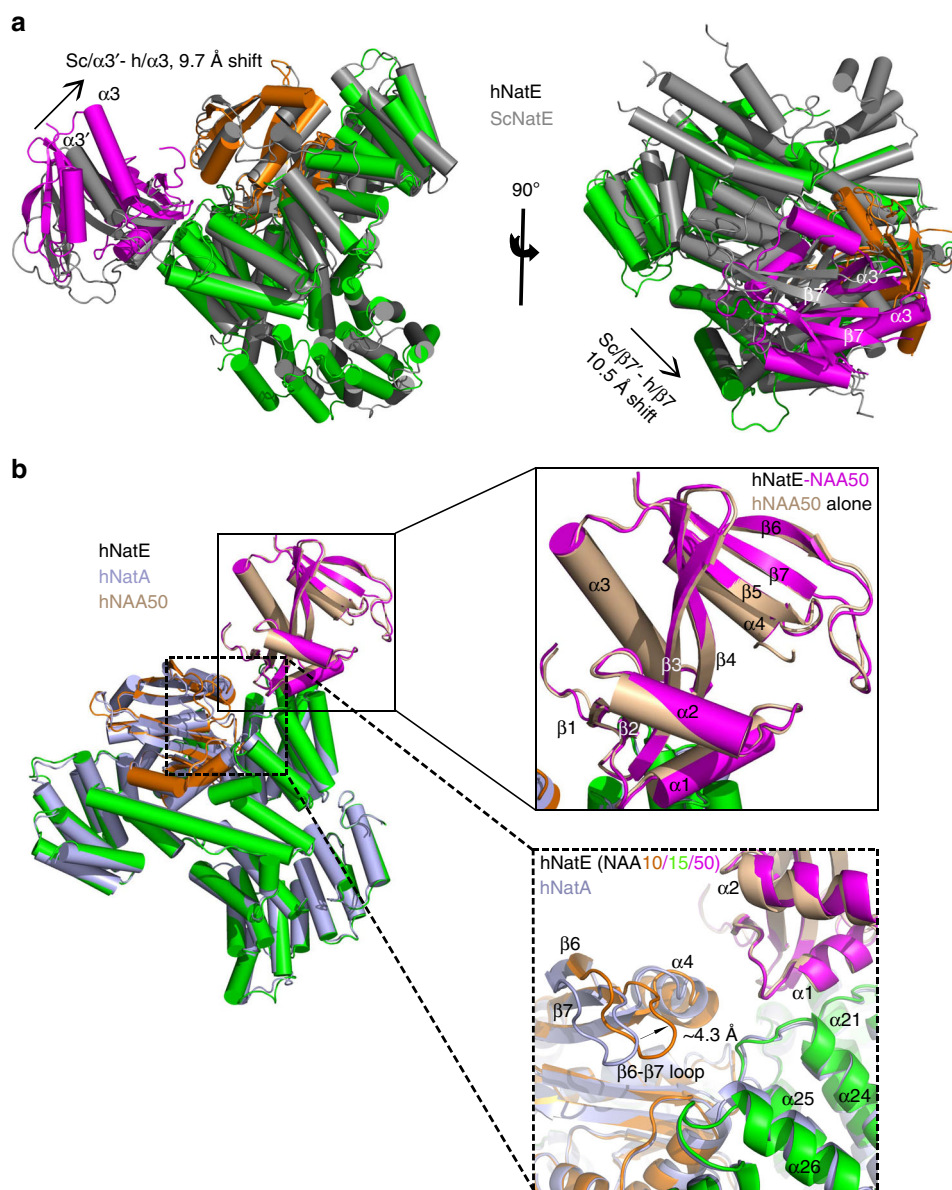 a
Sc/α3′- h/α3, 9.7 Å shift
α3
α3′
hNatE
ScNatE
90°
α3′
β7′
α3
β7
Sc/β7′- h/β7
10.5 Å shift
b
hNatE
hNatA
hNAA50
hNatE-NAA50
hNAA50 alone
β6
β7
β5
α3
α4
β3
β4
α2
β1
β2
α1
hNatE (NAA10/15/50)
hNatA
α2
β6
α4
β7
α1
α21
~4.3 Å
β6-β7 loop
α25
α24
α26